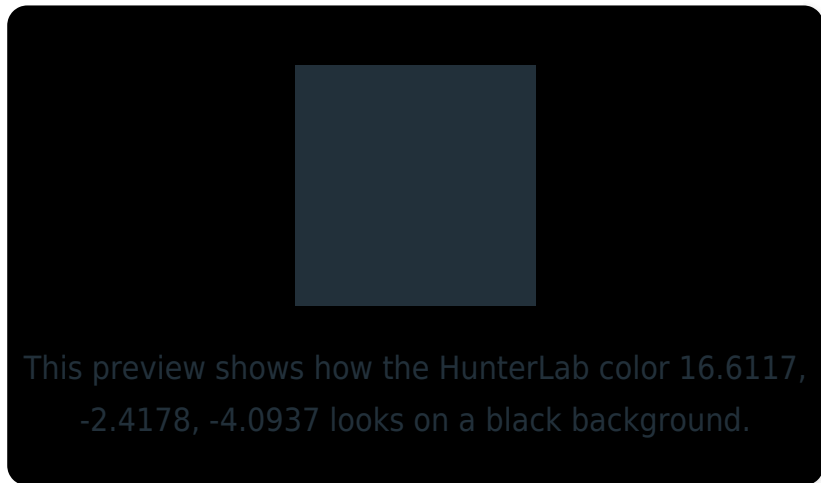 This preview shows how the HunterLab color 16.6117,
-2.4178, -4.0937 looks on a black background.